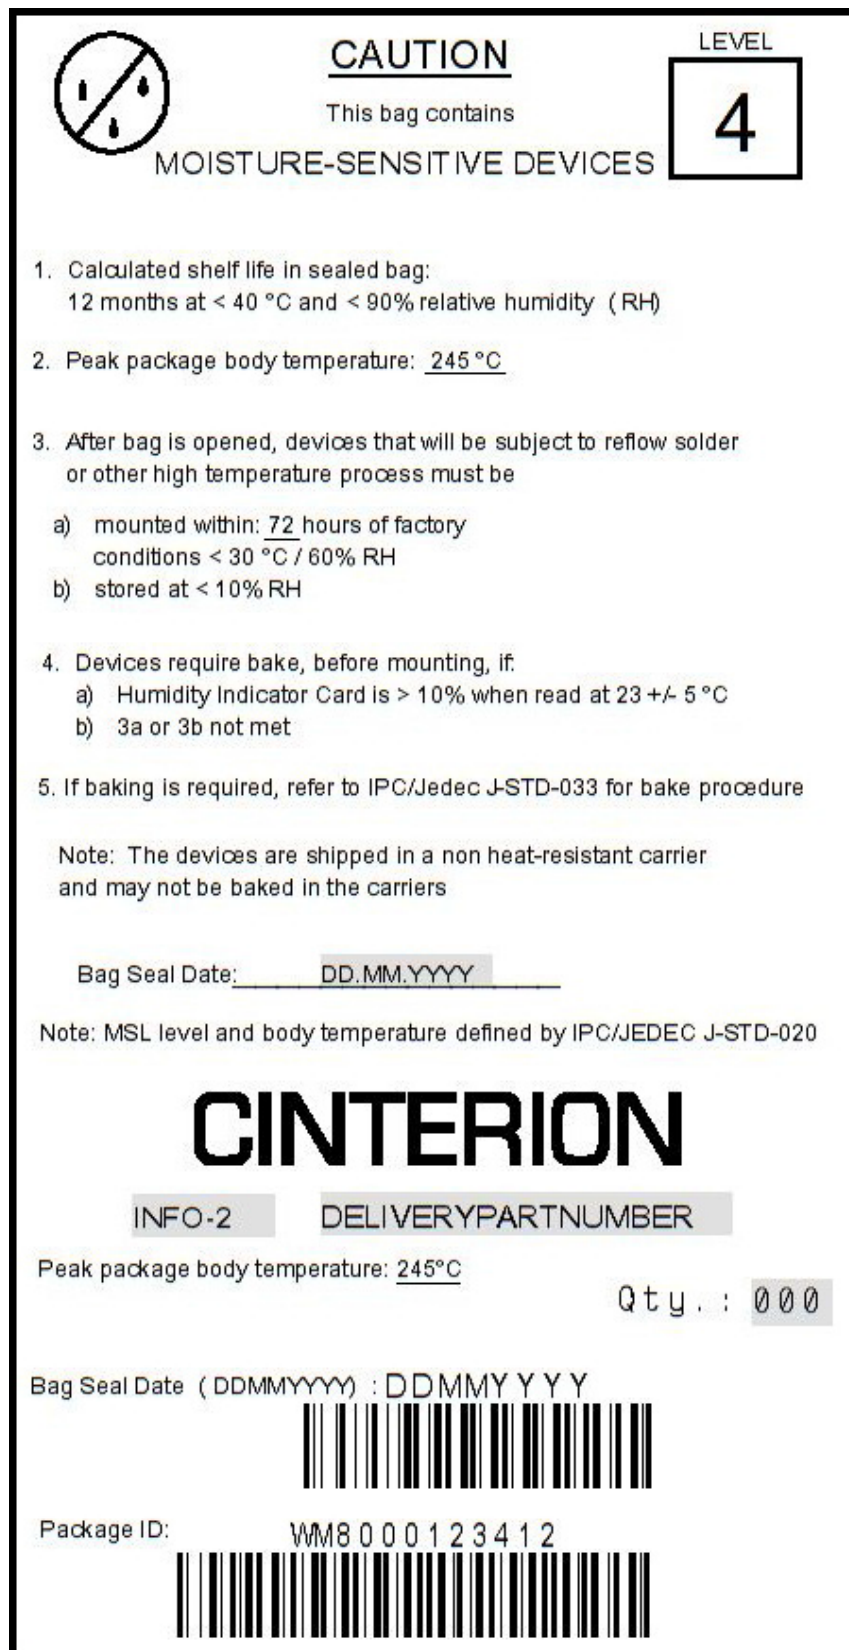 CAUTION
LEVEL
4
This bag contains
MOISTURE-SENSITIVE DEVICES
1. Calculated shelf life in sealed bag:
12 months at < 40 °C and < 90% relative humidity ( RH)
2. Peak package body temperature: 245 °C
3. After bag is opened, devices that will be subject to reflow solder
or other high temperature process must be
a) mounted within: 72 hours of factory
conditions < 30 °C / 60% RH
b) stored at < 10% RH
4. Devices require bake, before mounting, if:
a) Humidity Indicator Card is > 10% when read at 23 +/- 5 °C
b) 3a or 3b not met
5. If baking is required, refer to IPC/Jedec J-STD-033 for bake procedure
Note: The devices are shipped in a non heat-resistant carrier
and may not be baked in the carriers
Bag Seal Date: DD.MM.YYYY
Note: MSL level and body temperature defined by IPC/JEDEC J-STD-020
CINTERION
INFO-2 DELIVERYPARTNUMBER
Peak package body temperature: 245°C
Qty.: 000
Bag Seal Date ( DDMMYYYY) : DDMMYYYY
Package ID: WM8000123412